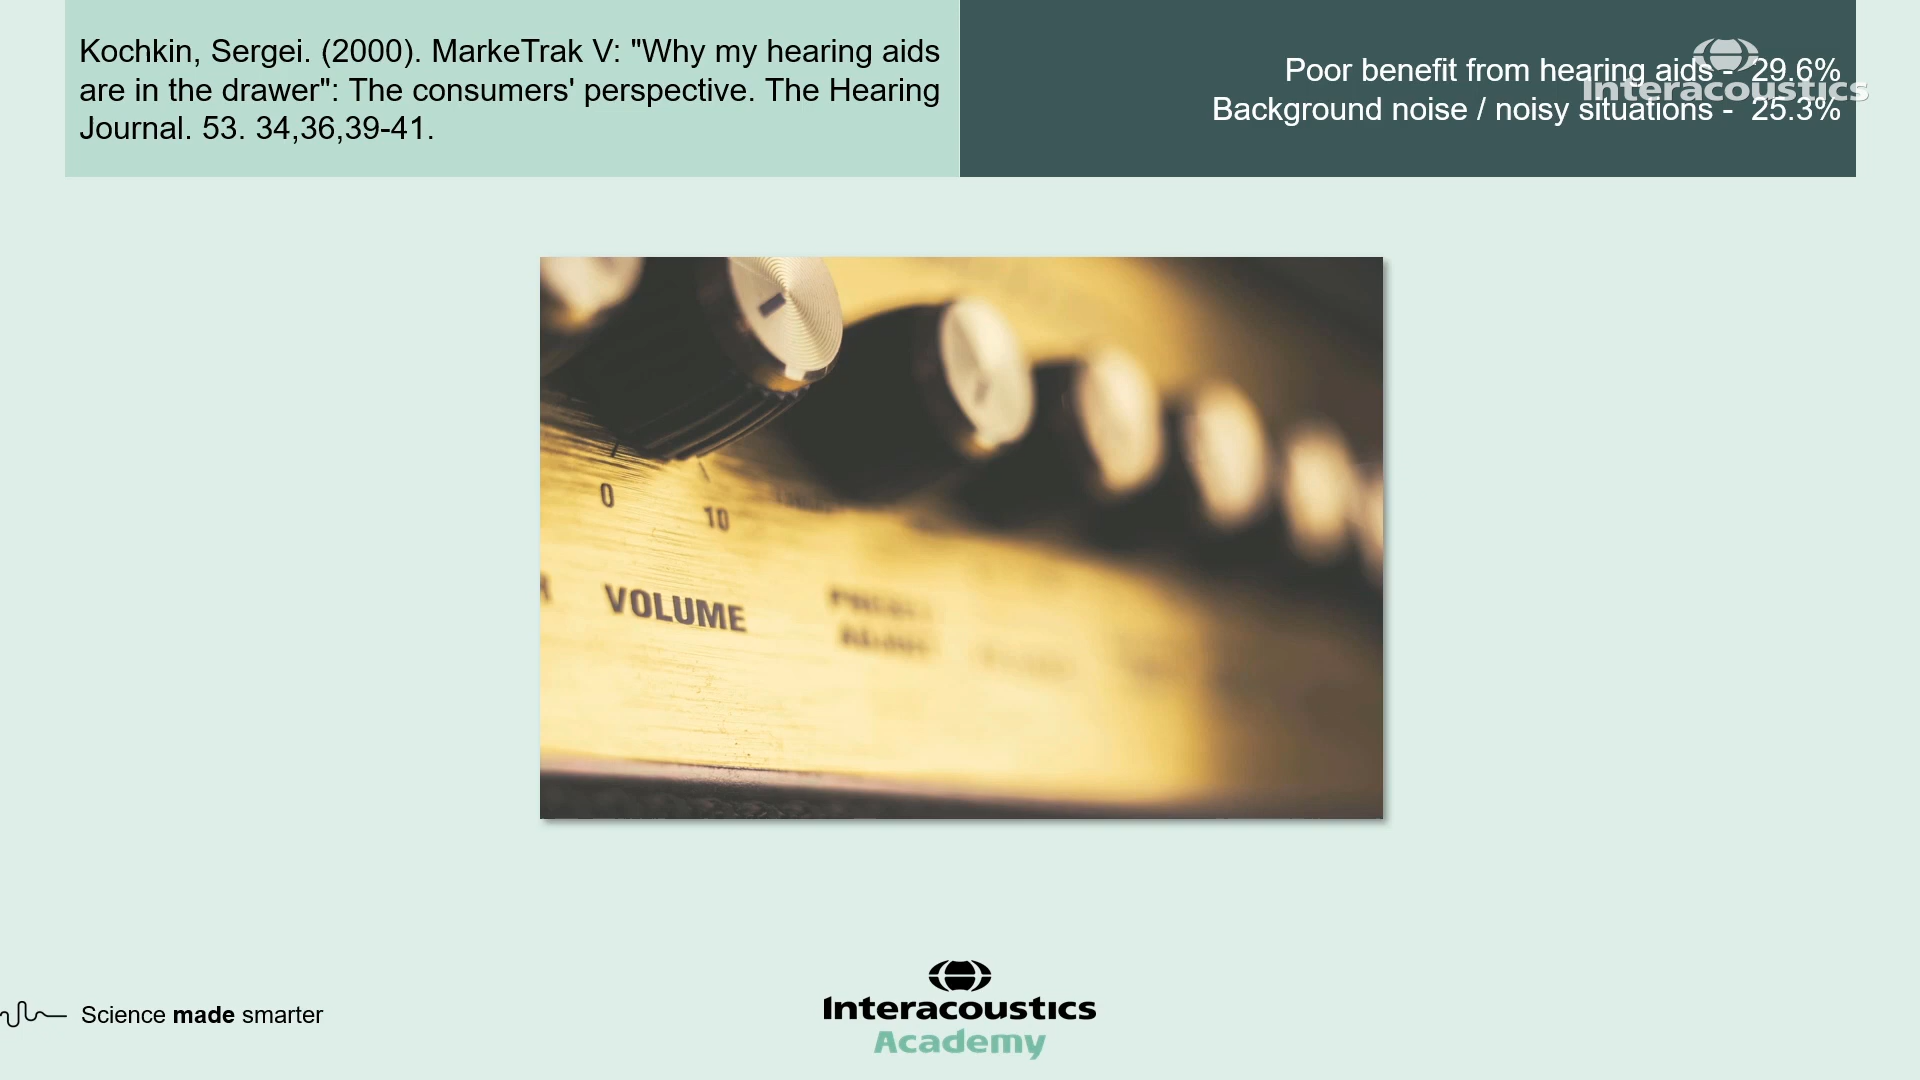 Kochkin, Sergei. (2000). MarkeTrak V: "Why my hearing aids
are in the drawer": The consumers' perspective. The Hearing
Journal. 53. 34,36,39-41.
Poor benefit from hearing aids - 29.6%
Background noise / noisy situations - 25.3%
Interacoustics
0
10
VOLUME
Science made smarter
Interacoustics
Academy